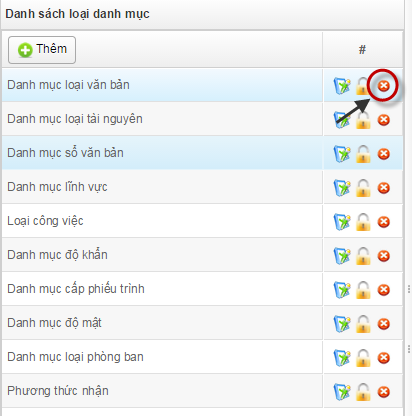 Danh sách loại danh mục
Thêm #
Danh mục loại văn bản
Danh mục loại tài nguyên
Danh mục sổ văn bản
Danh mục lĩnh vực
Loại công việc
Danh mục độ khẩn
Danh mục cấp phiếu trình
Danh mục độ mật
Danh mục loại phòng ban
Phương thức nhận